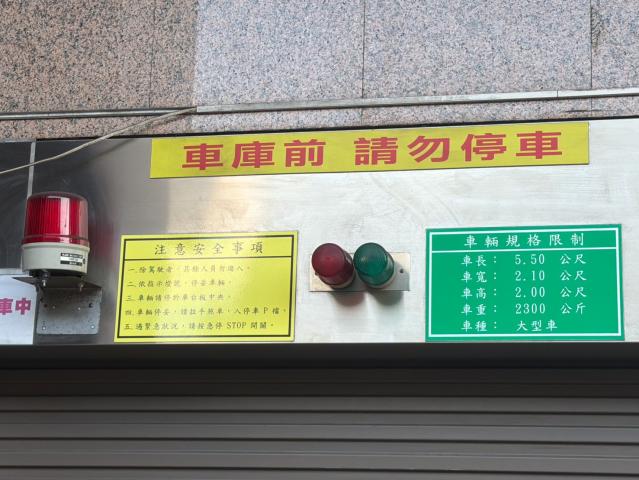 車庫前 請勿停車
注意安全事項
一.除駕駛者，其餘人員勿進入。
二.依指示燈號，停妥車輛。
三.車輛請停於車台板中央。
四.車輛停妥，請拉手煞車，入停車P檔。
五.遇緊急狀況，請按急停STOP開關。
車輛規格限制
車長： 5.50 公尺
車寬： 2.10 公尺
車高： 2.00 公尺
車重： 2300 公斤
車種： 大型車
車中